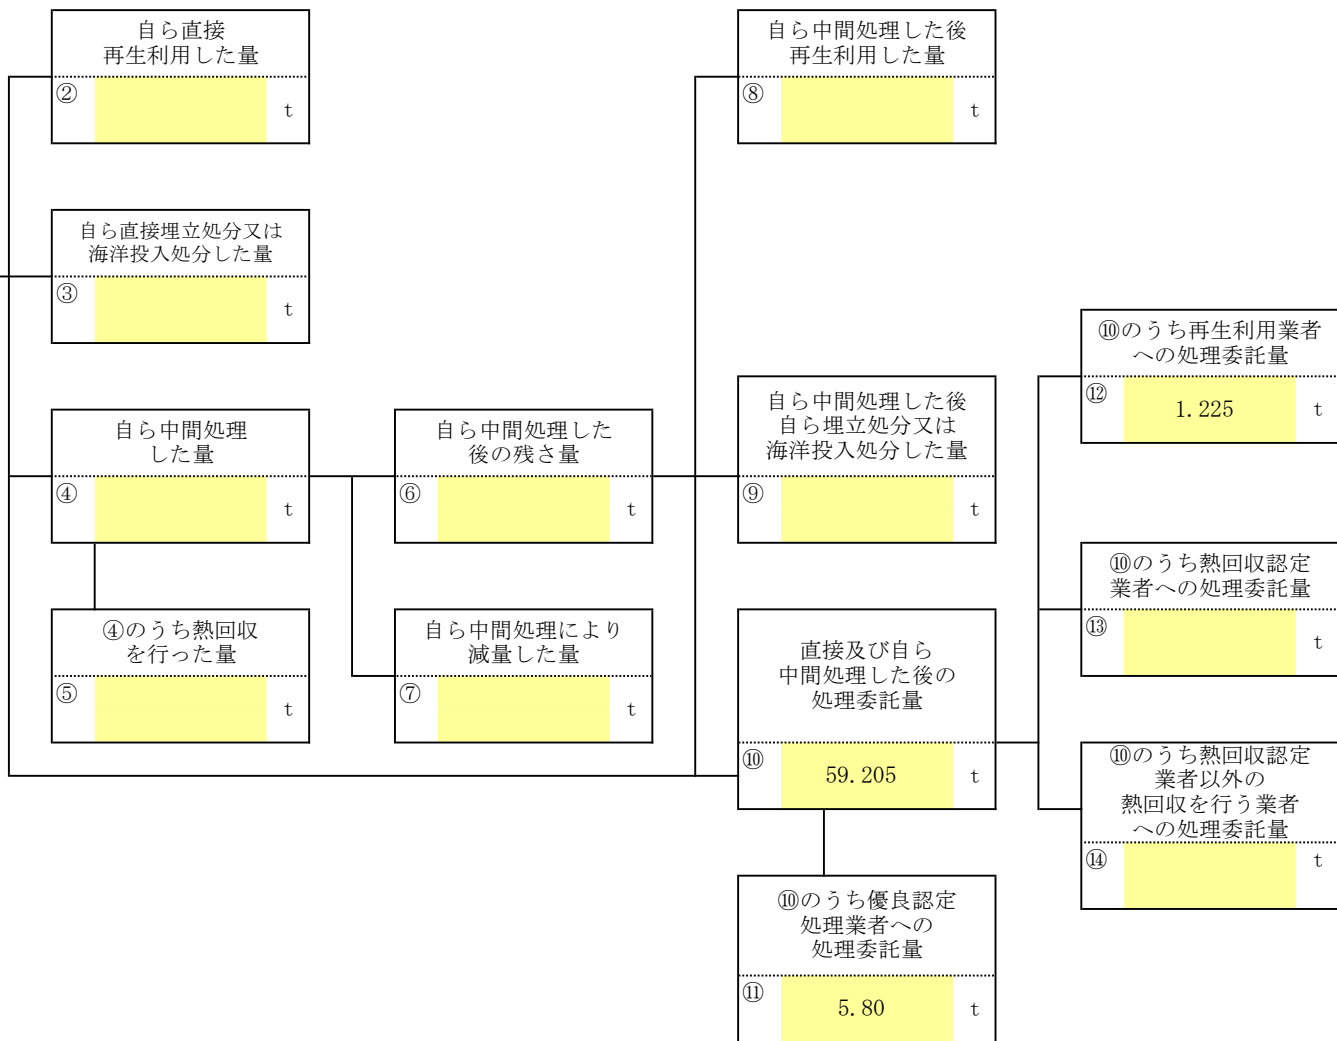 自ら直接
再生利用した量
②
t
自ら中間処理した後
再生利用した量
⑧
t
自ら直接埋立処分又は
海洋投入処分した量
③
t
⑩のうち再生利用業者
への処理委託量
⑫
1.225 t
自ら中間処理
した量
④
t
自ら中間処理した
後の残さ量
⑥
t
自ら中間処理した後
自ら埋立処分又は
海洋投入処分した量
⑨
t
⑩のうち熱回収認定
業者への処理委託量
⑬
t
④のうち熱回収
を行った量
⑤
t
自ら中間処理により
減量した量
⑦
t
直接及び自ら
中間処理した後の
処理委託量
⑩
59.205 t
⑩のうち熱回収認定
業者以外の
熱回収を行う業者
への処理委託量
⑭
t
⑩のうち優良認定
処理業者への
処理委託量
⑪
5.80 t